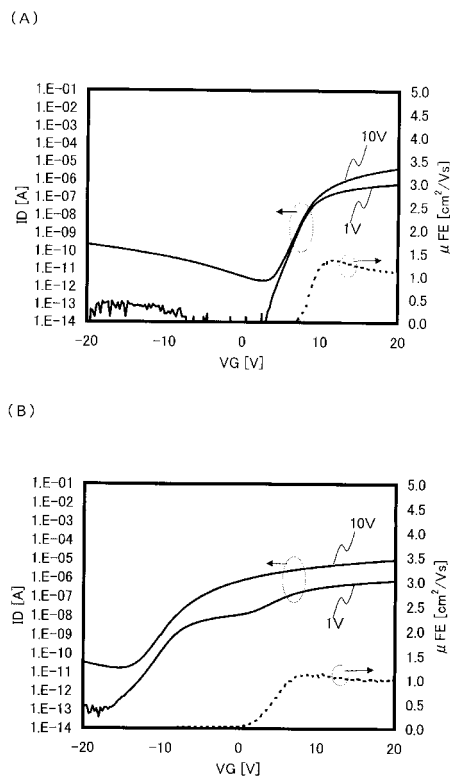 (A)
1.E-01
1.E-02
1.E-03
1.E-04
1.E-05
1.E-06
1.E-07
1.E-08
1.E-09
1.E-10
1.E-11
1.E-12
1.E-13
1.E-14
ID [A]
10V
1V
5.0
4.5
4.0
3.5
3.0
2.5
2.0
1.5
1.0
0.5
0.0
μFE [cm²/Vs]
-20
-10
0
10
20
VG [V]
(B)
1.E-01
1.E-02
1.E-03
1.E-04
1.E-05
1.E-06
1.E-07
1.E-08
1.E-09
1.E-10
1.E-11
1.E-12
1.E-13
1.E-14
ID [A]
10V
1V
5.0
4.5
4.0
3.5
3.0
2.5
2.0
1.5
1.0
0.5
0.0
μFE [cm²/Vs]
-20
-10
0
10
20
VG [V]